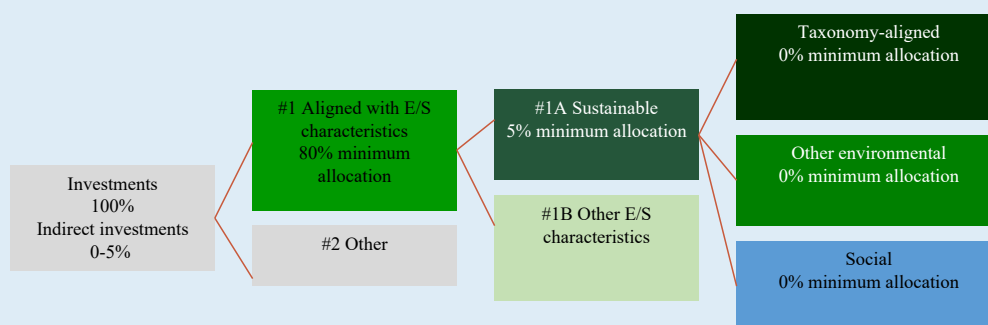 Investments
100%
Indirect investments
0-5%
#1 Aligned with E/S
characteristics
80% minimum
allocation
#2 Other
#1A Sustainable
5% minimum allocation
#1B Other E/S
characteristics
Taxonomy-aligned
0% minimum allocation
Other environmental
0% minimum allocation
Social
0% minimum allocation